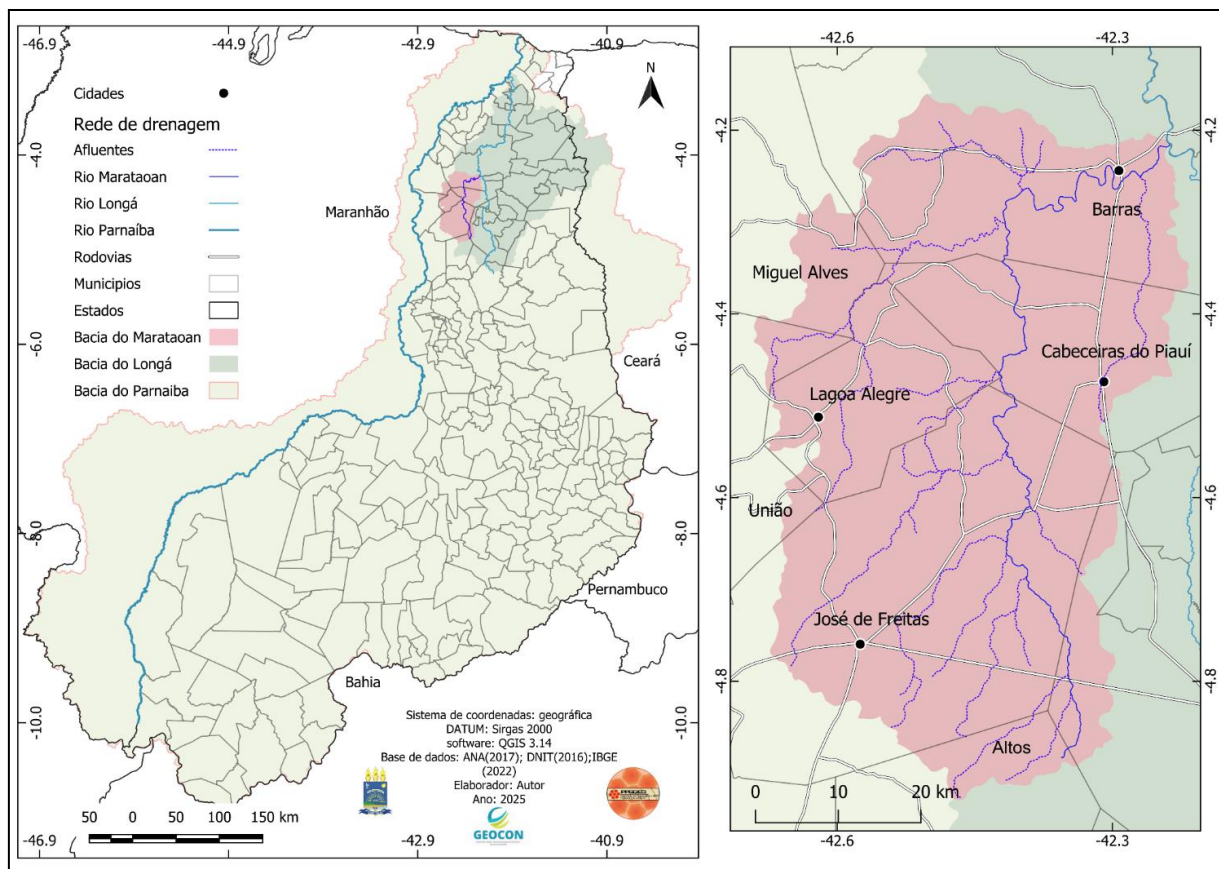 -46.9
-44.9
-42.9
-40.9
N
Cidades
Rede de drenagem
Afluentes
Rio Marataoan
Rio Longá
Rio Parnaíba
Rodovias
Municipios
Estados
Bacia do Marataoan
Bacia do Longá
Bacia do Parnaiba
-4.0
-6.0
-8.0
-10.0
-4.0
-6.0
-8.0
-10.0
Maranhão
Ceará
Pernambuco
Bahia
Sistema de coordenadas: geográfica
DATUM: Sirgas 2000
software: QGIS 3.14
Base de dados: ANA(2017); DNIT(2016);IBGE
(2022)
Elaborador: Autor
Ano: 2025
GEOCON
50 0 50 100 150 km
-46.9
-44.9
-42.9
-40.9
-42.6
-42.3
-4.2
-4.4
-4.6
-4.8
-4.2
-4.4
-4.6
-4.8
Barras
Miguel Alves
Cabeceiras do Piauí
Lagoa Alegre
União
José de Freitas
Altos
0 10 20 km
-42.6
-42.3